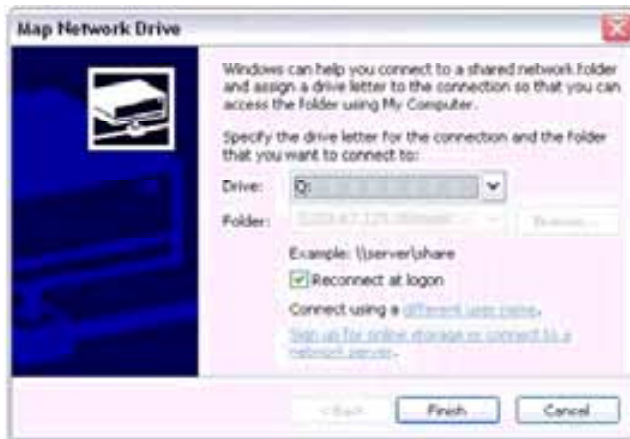 Map Network Drive
Windows can help you connect to a shared network folder
and assign a drive letter to the connection so that you can
access the folder using My Computer.
Specify the drive letter for the connection and the folder
that you want to connect to:
Drive: Q:
Folder:
Browse...
Example: \\server\share
Reconnect at logon
Connect using a different user name.
Sign up for online storage or connect to a
network server.
< Back Finish Cancel